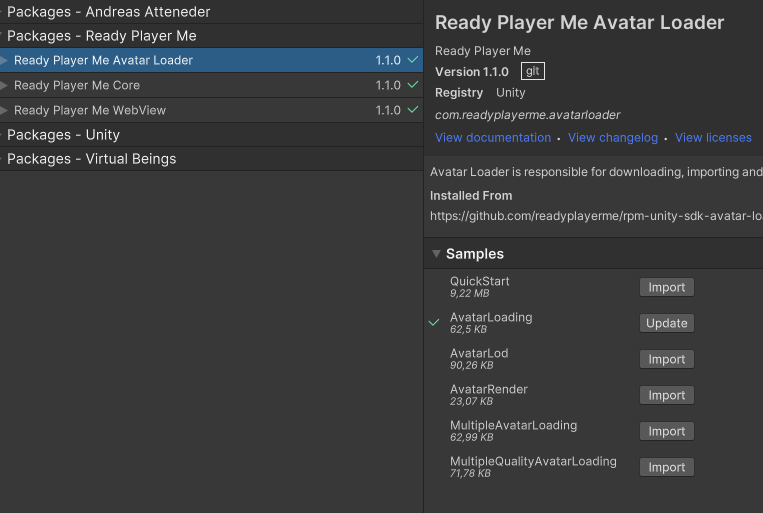 Packages - Andreas Atteneder
Packages - Ready Player Me
Ready Player Me Avatar Loader 1.1.0
Ready Player Me Core 1.1.0
Ready Player Me WebView 1.1.0
Packages - Unity
Packages - Virtual Beings
Ready Player Me Avatar Loader
Ready Player Me
Version 1.1.0 git
Registry Unity
com.readyplayerme.avatarloader
View documentation • View changelog • View licenses
Avatar Loader is responsible for downloading, importing and
Installed From
https://github.com/readyplayerme/rpm-unity-sdk-avatar-lo
Samples
QuickStart Import
9,22 MB
AvatarLoading Update
62,5 KB
AvatarLod Import
90,26 KB
AvatarRender Import
23,07 KB
MultipleAvatarLoading Import
62,99 KB
MultipleQualityAvatarLoading Import
71,78 KB